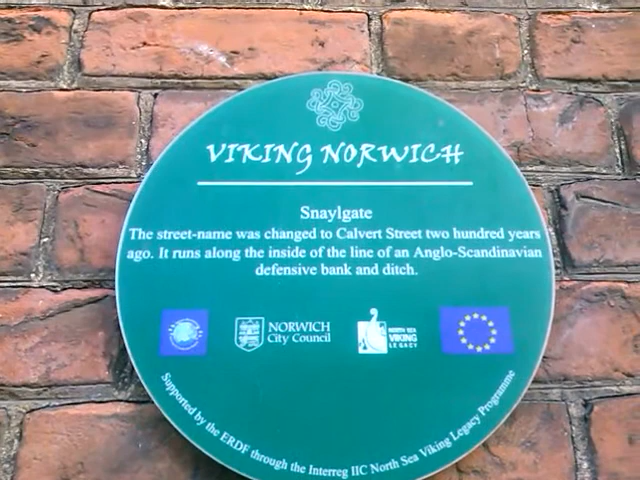 VIKING NORWICH
Snaylgate
The street-name was changed to Calvert Street two hundred years
ago. It runs along the inside of the line of an Anglo-Scandinavian
defensive bank and ditch.
NORWICH
City Council
NORTH SEA
VIKING
LEGACY
Supported by the ERDF through the Interreg IIC North Sea Viking Legacy Programme